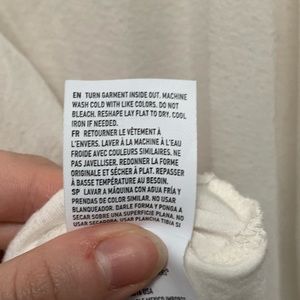 EN TURN GARMENT INSIDE OUT. MACHINE
WASH COLD WITH LIKE COLORS. DO NOT
BLEACH. RESHAPE LAY FLAT TO DRY. COOL
IRON IF NEEDED.
FR RETOURNER LE VÊTEMENT À
L'ENVERS. LAVER À LA MACHINE À L'EAU
FROIDE AVEC COULEURS SIMILAIRES. NE
PAS JAVELLISER. REDONNER LA FORME
ORIGINALE ET SÉCHER À PLAT. REPASSER
À BASSE TEMPÉRATURE AU BESOIN.
SP LAVAR A MÁQUINA CON AGUA FRÍA Y
PRENDAS DE COLOR SIMILAR. NO USAR
BLANQUEADOR. DARLE FORMA Y PONGA A
SECAR SOBRE UNA SUPERFICIE PLANA. NO
USAR SECADORA. USAR PLANCHA TIBIA SI
USA